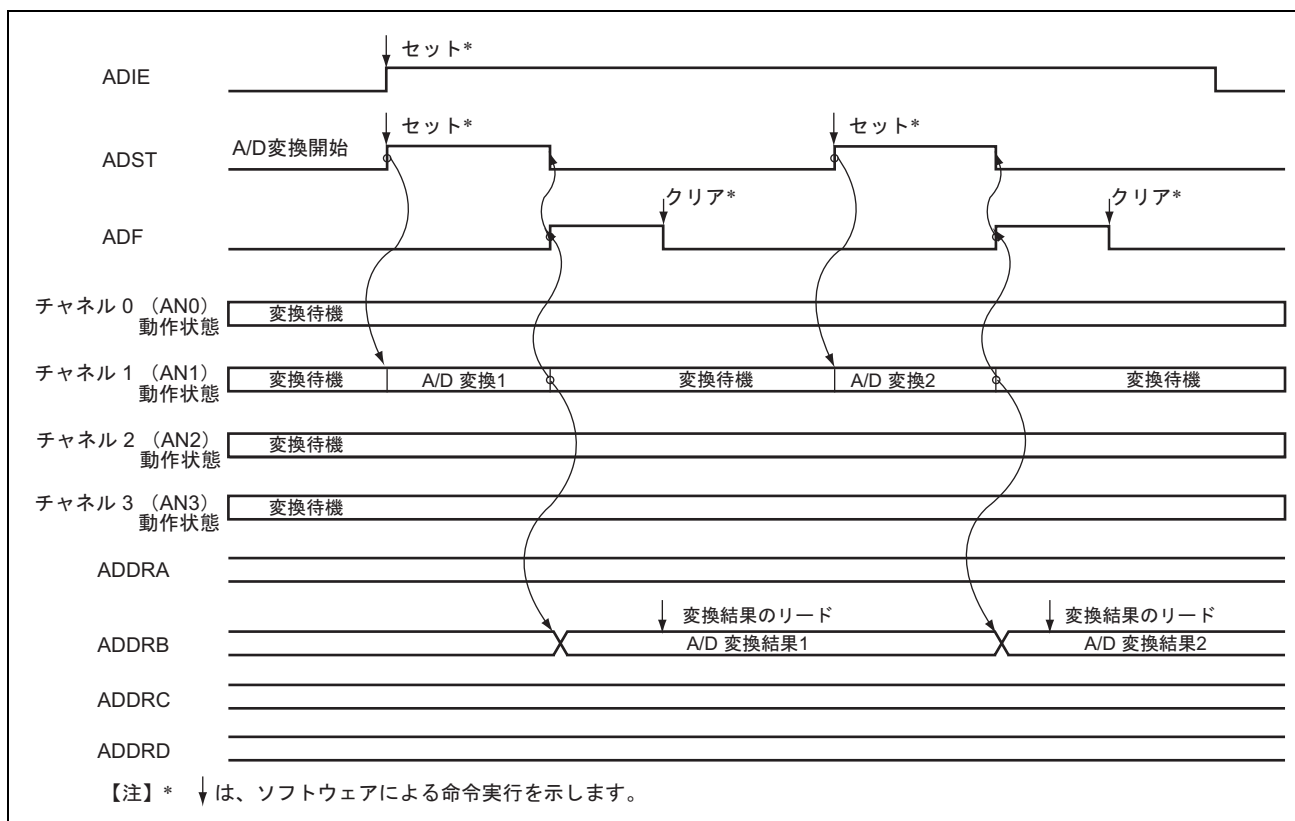 セット*
ADIE
セット* セット*
A/D変換開始
ADST
クリア* クリア*
ADF
チャネル 0 (AN0)
動作状態
変換待機
チャネル 1 (AN1)
動作状態
変換待機 A/D 変換1 変換待機 A/D 変換2 変換待機
チャネル 2 (AN2)
動作状態
変換待機
チャネル 3 (AN3)
動作状態
変換待機
ADDRA
変換結果のリード 変換結果のリード
ADDRB
A/D 変換結果1 A/D 変換結果2
ADDRC
ADDRD
【注】* ↓は、ソフトウェアによる命令実行を示します。